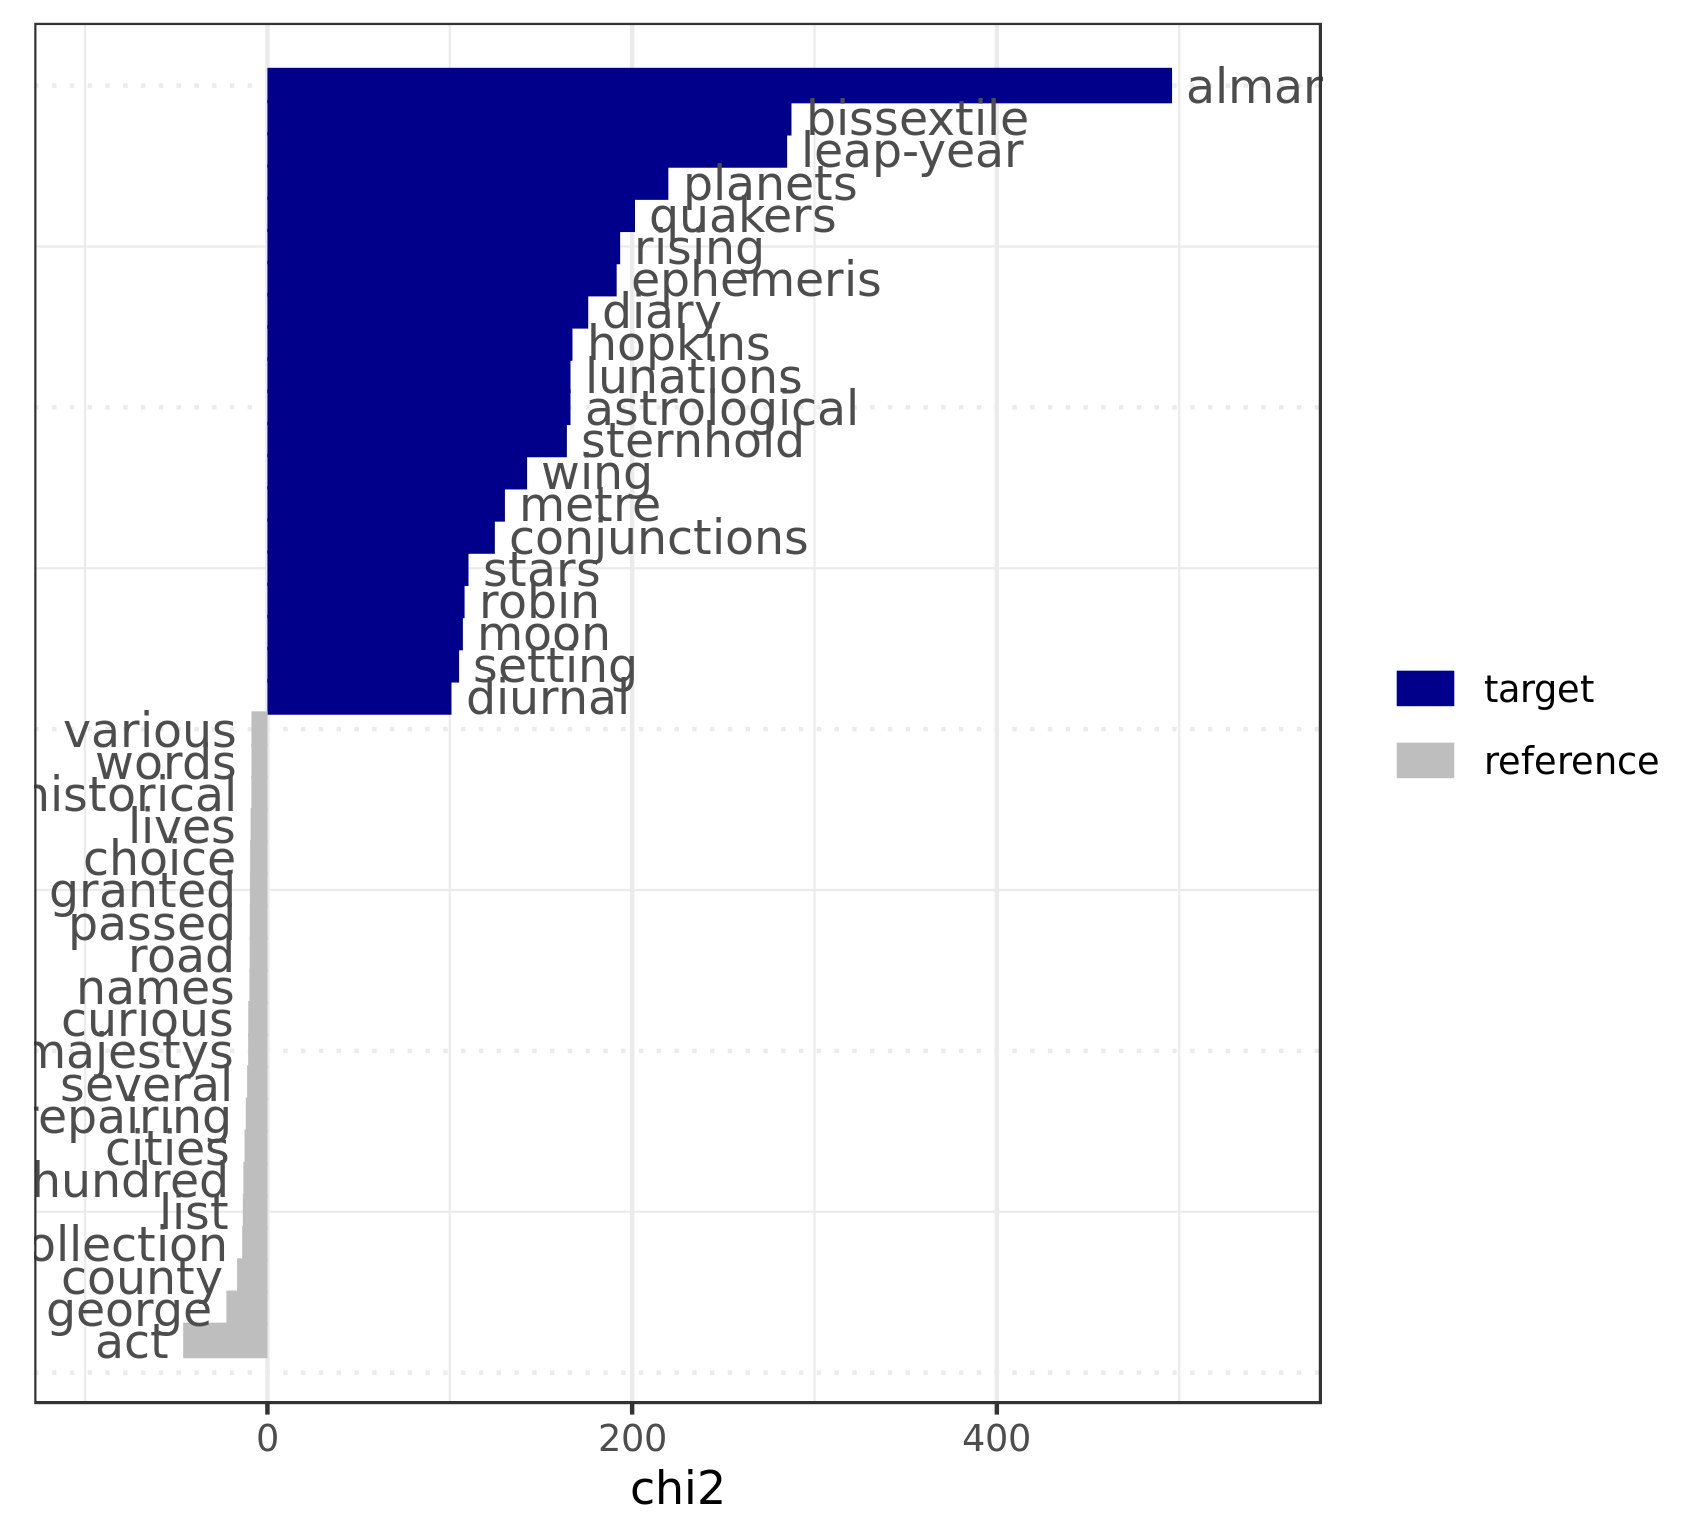 almar
bissextile
leap-year
planets
quakers
rising
ephemeris
diary
hopkins
lunations
astrological
sternhold
wing
metre
conjunctions
stars
robin
moon
setting
diurnal
various
words
historical
lives
choice
granted
passed
road
names
curious
majestys
several
repairing
cities
hundred
list
ollection
county
george
act
target
reference
0 200 400
chi2